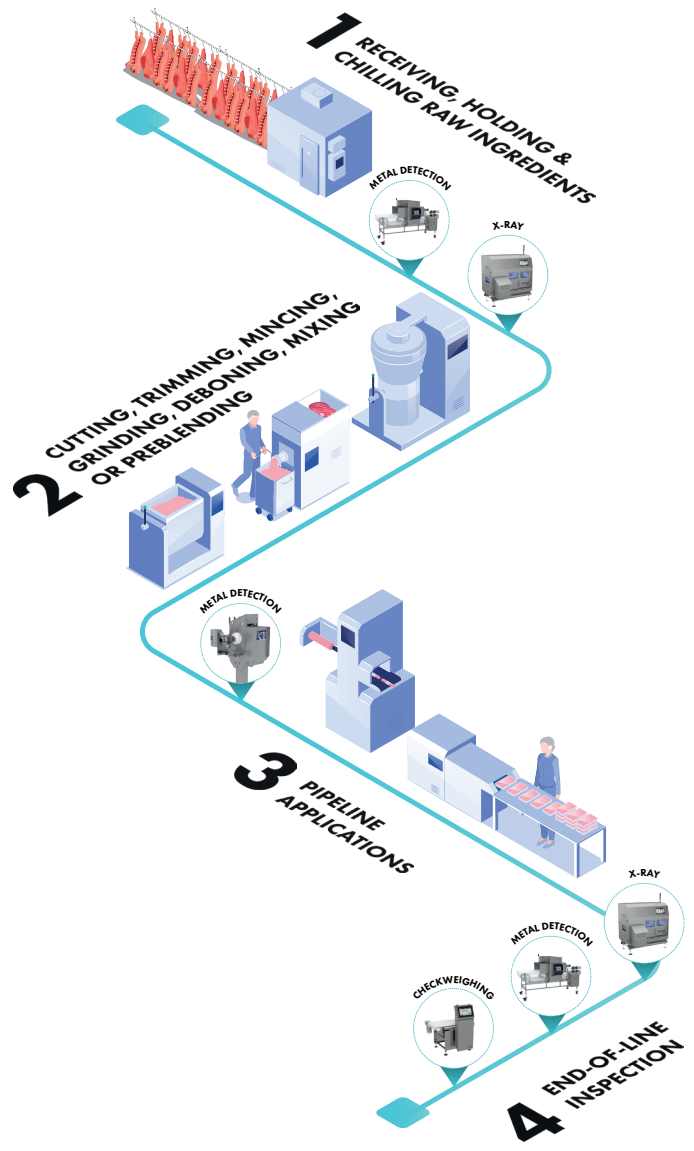 1 RECEIVING, HOLDING &
CHILLING RAW INGREDIENTS
METAL DETECTION
X-RAY
2 CUTTING, TRIMMING, MINCING,
GRINDING, DEBONING, MIXING
OR PREBLENDING
METAL DETECTION
3 PIPELINE
APPLICATIONS
X-RAY
METAL DETECTION
CHECKWEIGHING
4 END-OF-LINE
INSPECTION